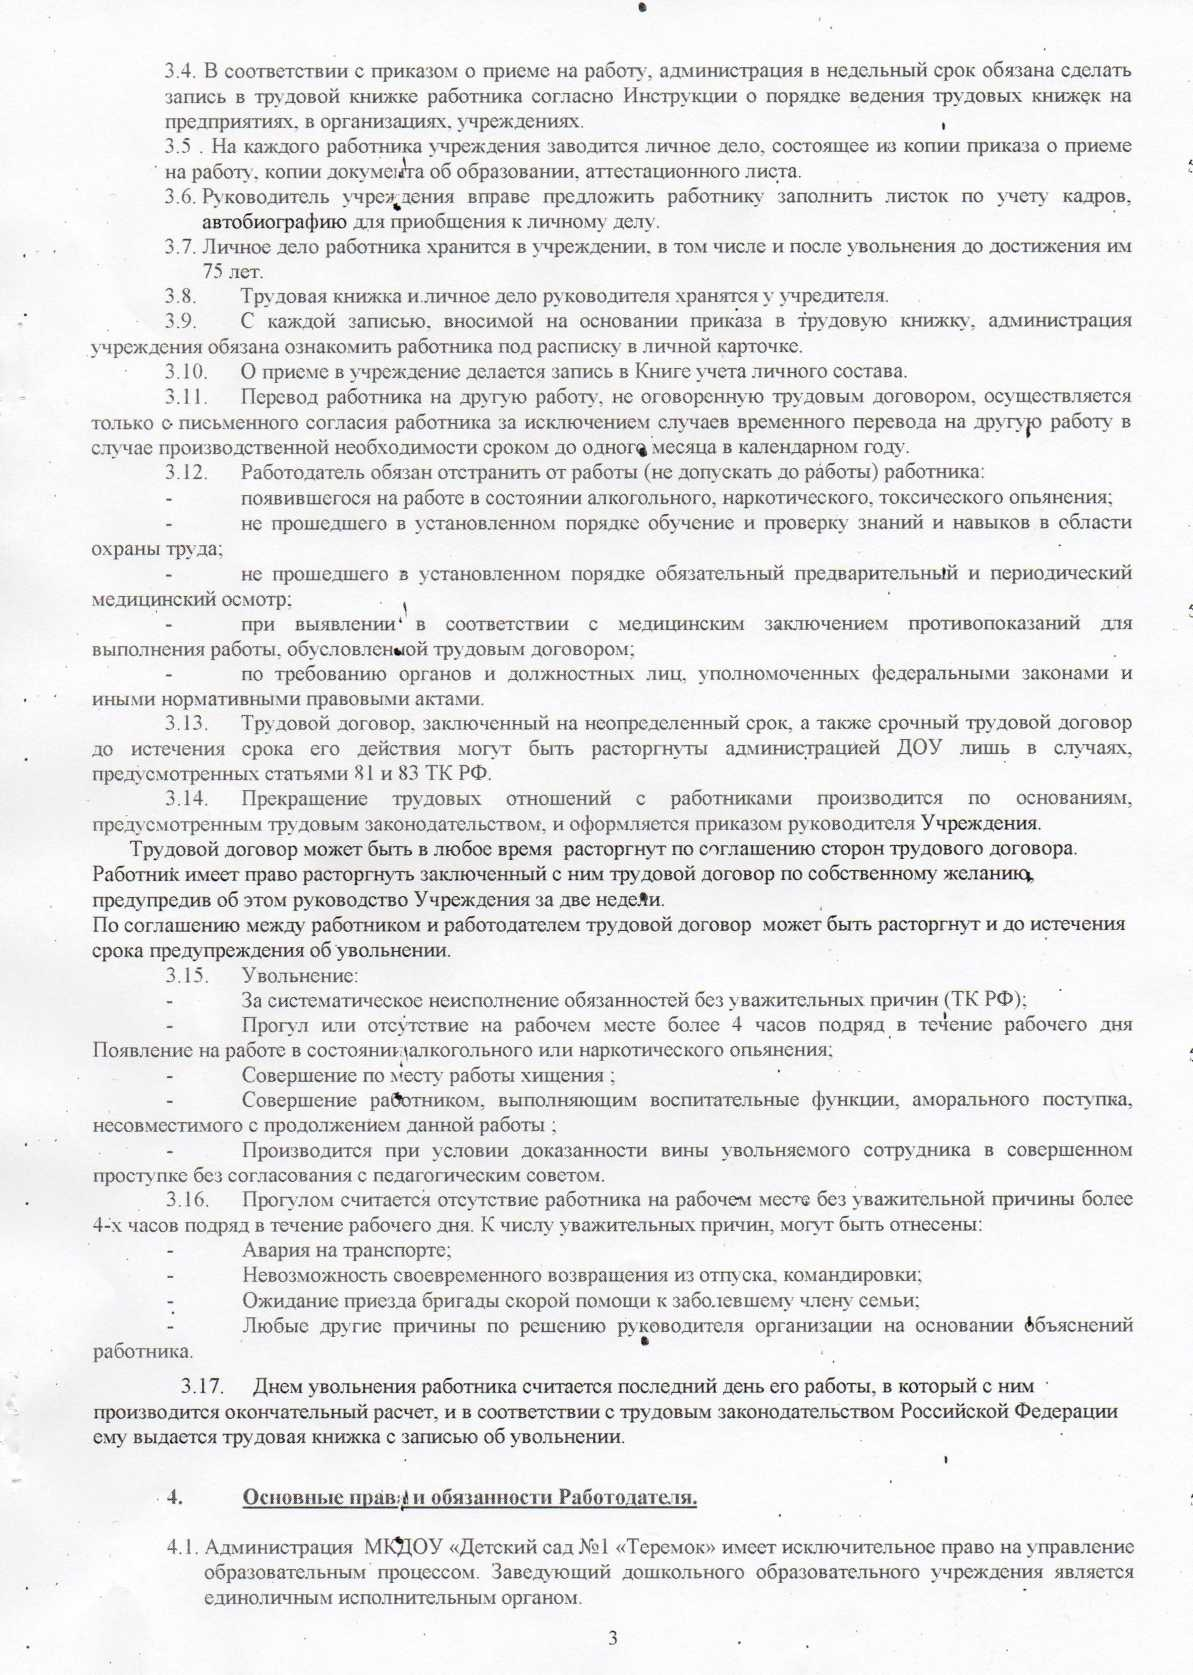 3.4. В соответствии с приказом о приеме на работу, администрация в недельный срок обязана сделать
запись в трудовой книжке работника согласно Инструкции о порядке ведения трудовых книжек на
предприятиях, в организациях, учреждениях.
3.5 . На каждого работника учреждения заводится личное дело, состоящее из копии приказа о приеме
на работу, копии документа об образовании, аттестационного листа.
3.6. Руководитель учреждения вправе предложить работнику заполнить листок по учету кадров,
автобиографию для приобщения к личному делу.
3.7. Личное дело работника хранится в учреждении, в том числе и после увольнения до достижения им
75 лет.
3.8. Трудовая книжка и личное дело руководителя хранятся у учредителя.
3.9. С каждой записью, вносимой на основании приказа в трудовую книжку, администрация
учреждения обязана ознакомить работника под расписку в личной карточке.
3.10. О приеме в учреждение делается запись в Книге учета личного состава.
3.11. Перевод работника на другую работу, не оговоренную трудовым договором, осуществляется
только с письменного согласия работника за исключением случаев временного перевода на другую работу в
случае производственной необходимости сроком до одного месяца в календарном году.
3.12. Работодатель обязан отстранить от работы (не допускать до работы) работника:
- появившегося на работе в состоянии алкогольного, наркотического, токсического опьянения;
- не прошедшего в установленном порядке обучение и проверку знаний и навыков в области
охраны труда;
- не прошедшего в установленном порядке обязательный предварительный и периодический
медицинский осмотр;
- при выявлении в соответствии с медицинским заключением противопоказаний для
выполнения работы, обусловленной трудовым договором;
- по требованию органов и должностных лиц, уполномоченных федеральными законами и
иными нормативными правовыми актами.
3.13. Трудовой договор, заключенный на неопределенный срок, а также срочный трудовой договор
до истечения срока его действия могут быть расторгнуты администрацией ДОУ лишь в случаях,
предусмотренных статьями 81 и 83 ТК РФ.
3.14. Прекращение трудовых отношений с работниками производится по основаниям,
предусмотренным трудовым законодательством, и оформляется приказом руководителя Учреждения.
Трудовой договор может быть в любое время расторгнут по соглашению сторон трудового договора.
Работник имеет право расторгнуть заключенный с ним трудовой договор по собственному желанию,
предупредив об этом руководство Учреждения за две недели.
По соглашению между работником и работодателем трудовой договор может быть расторгнут и до истечения
срока предупреждения об увольнении.
3.15. Увольнение:
- За систематическое неисполнение обязанностей без уважительных причин (ТК РФ);
- Прогул или отсутствие на рабочем месте более 4 часов подряд в течение рабочего дня
Появление на работе в состоянии алкогольного или наркотического опьянения;
- Совершение по месту работы хищения ;
- Совершение работником, выполняющим воспитательные функции, аморального поступка,
несовместимого с продолжением данной работы ;
- Производится при условии доказанности вины увольняемого сотрудника в совершенном
проступке без согласования с педагогическим советом.
3.16. Прогулом считается отсутствие работника на рабочем месте без уважительной причины более
4-х часов подряд в течение рабочего дня. К числу уважительных причин, могут быть отнесены:
- Авария на транспорте;
- Невозможность своевременного возвращения из отпуска, командировки;
- Ожидание приезда бригады скорой помощи к заболевшему члену семьи;
- Любые другие причины по решению руководителя организации на основании объяснений
работника.
3.17. Днем увольнения работника считается последний день его работы, в который с ним
производится окончательный расчет, и в соответствии с трудовым законодательством Российской Федерации
ему выдается трудовая книжка с записью об увольнении.
4. Основные права и обязанности Работодателя.
4.1. Администрация МКДОУ «Детский сад №1 «Теремок» имеет исключительное право на управление
образовательным процессом. Заведующий дошкольного образовательного учреждения является
единоличным исполнительным органом.
3